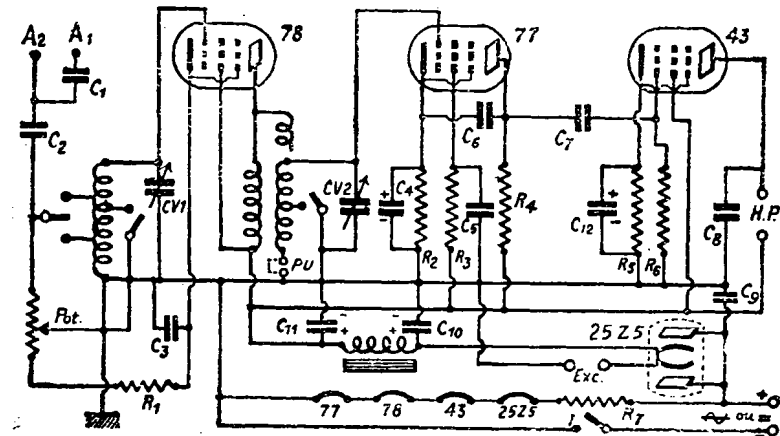 A2 A1 78 77 43
C1
C2
C6 C7
CV1 CV2 C4 + -
C5 R4 C12 + - C8 H.P.
R2 R3 R5 R6
PU
Pot. C3 C11 - + + - C10 25Z5 C9
R1 Exc.
77 78 43 25Z5 R7 + ou =
I -